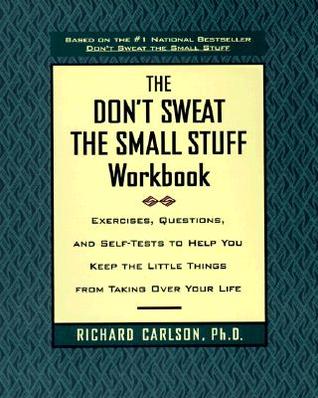 BASED ON THE #1 NATIONAL BESTSELLER
DON'T SWEAT THE SMALL STUFF
THE
DON'T SWEAT
THE SMALL STUFF
Workbook
EXERCISES, QUESTIONS,
AND SELF-TESTS TO HELP YOU
KEEP THE LITTLE THINGS
FROM TAKING OVER YOUR LIFE
RICHARD CARLSON, Ph.D.